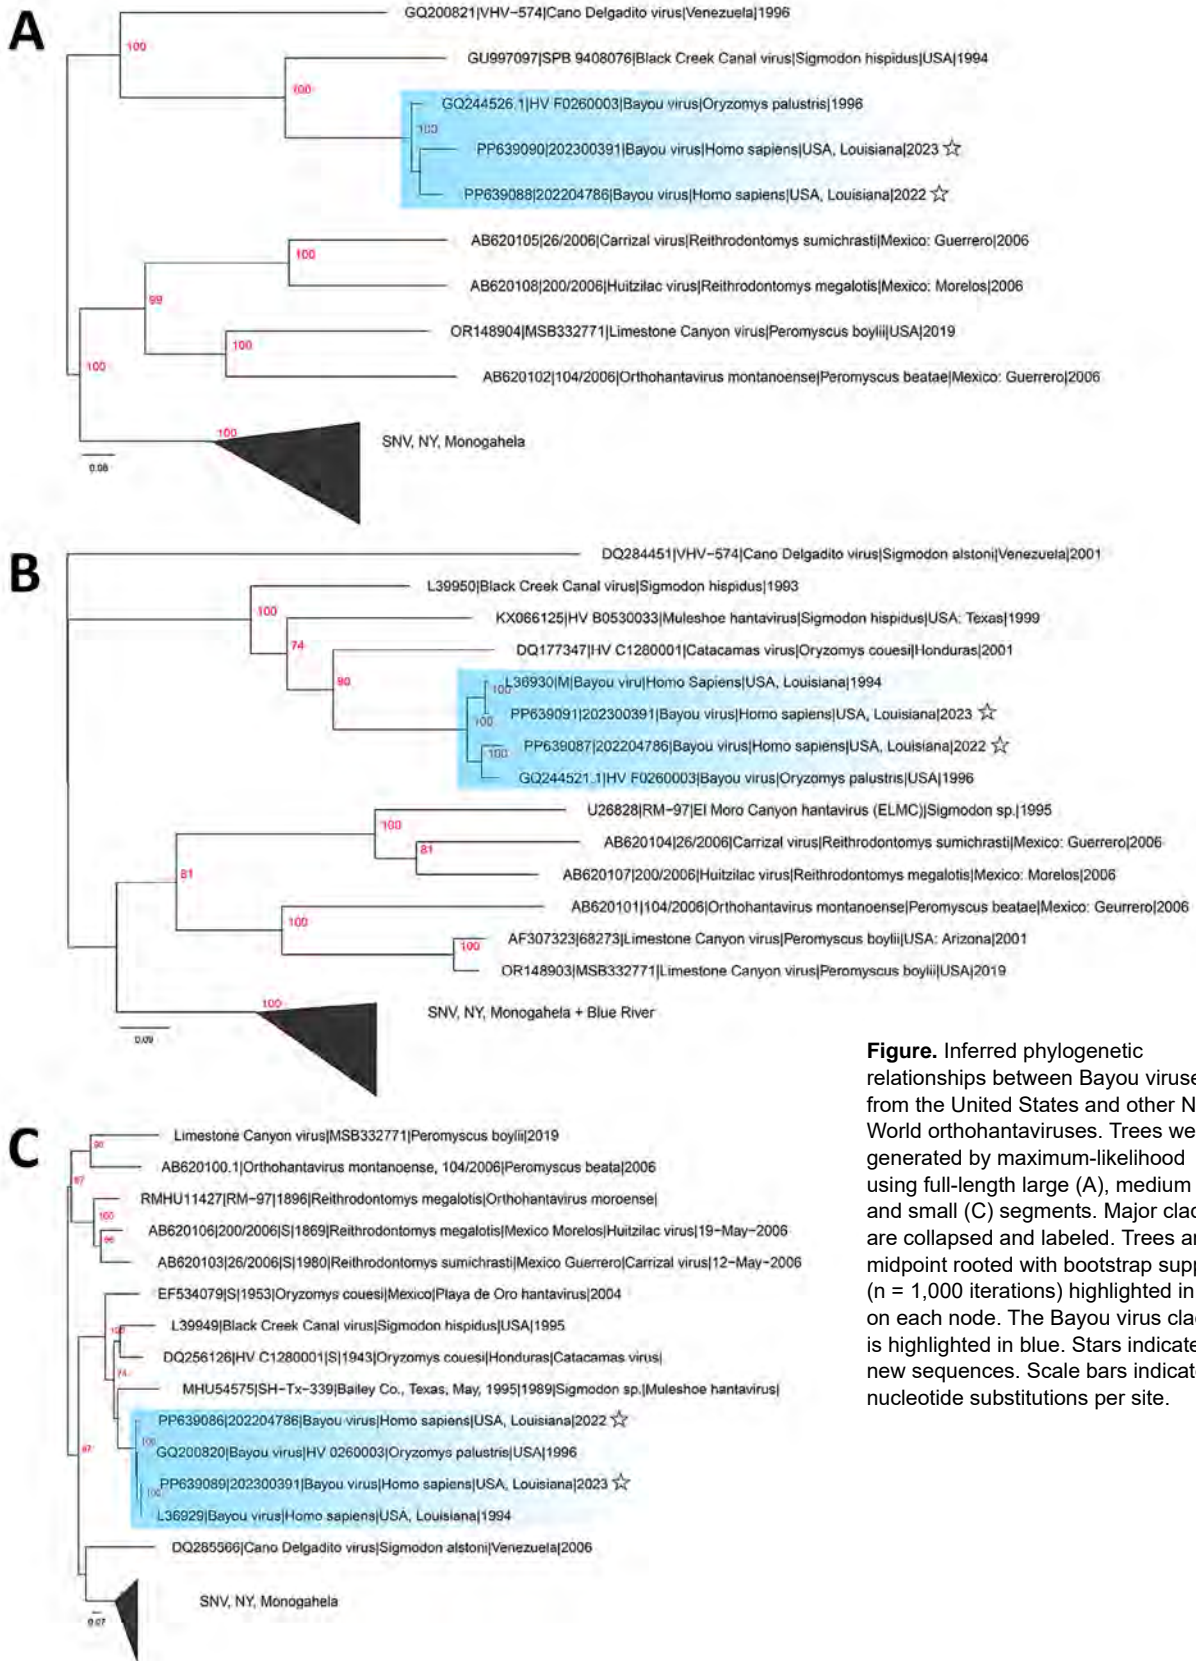 A
GQ200821|VHV-574|Cano Delgadito virus|Venezuela|1996
100
GU997097|SPB 9408076|Black Creek Canal virus|Sigmodon hispidus|USA|1994
100
GQ244526.1|HV F0260003|Bayou virus|Oryzomys palustris|1996
100
PP639090|202300391|Bayou virus|Homo sapiens|USA, Louisiana|2023 ☆
PP639088|202204786|Bayou virus|Homo sapiens|USA, Louisiana|2022 ☆
AB620105|26/2006|Carrizal virus|Reithrodontomys sumichrasti|Mexico: Guerrero|2006
100
AB620108|200/2006|Huitzilac virus|Reithrodontomys megalotis|Mexico: Morelos|2006
99
OR148904|MSB332771|Limestone Canyon virus|Peromyscus boylii|USA|2019
100
100
AB620102|104/2006|Orthohantavirus montanoense|Peromyscus beatae|Mexico: Guerrero|2006
100
SNV, NY, Monogahela
0.08
B
DQ284451|VHV-574|Cano Delgadito virus|Sigmodon alstoni|Venezuela|2001
L39950|Black Creek Canal virus|Sigmodon hispidus|1993
100
KX066125|HV B0530033|Muleshoe hantavirus|Sigmodon hispidus|USA: Texas|1999
74
DQ177347|HV C1280001|Catacamas virus|Oryzomys couesi|Honduras|2001
90
L36930|M|Bayou viru|Homo Sapiens|USA, Louisiana|1994
100
PP639091|202300391|Bayou virus|Homo sapiens|USA, Louisiana|2023 ☆
100
PP639087|202204786|Bayou virus|Homo sapiens|USA, Louisiana|2022 ☆
100
GQ244521.1|HV F0260003|Bayou virus|Oryzomys palustris|USA|1996
U26828|RM-97|El Moro Canyon hantavirus (ELMC)|Sigmodon sp.|1995
100
AB620104|26/2006|Carrizal virus|Reithrodontomys sumichrasti|Mexico: Guerrero|2006
81
AB620107|200/2006|Huitzilac virus|Reithrodontomys megalotis|Mexico: Morelos|2006
81
AB620101|104/2006|Orthohantavirus montanoense|Peromyscus beatae|Mexico: Geurrero|2006
100
AF307323|68273|Limestone Canyon virus|Peromyscus boylii|USA: Arizona|2001
100
OR148903|MSB332771|Limestone Canyon virus|Peromyscus boylii|USA|2019
100
SNV, NY, Monogahela + Blue River
0.09
Figure. Inferred phylogenetic
relationships between Bayou viruse
from the United States and other N
World orthohantaviruses. Trees we
generated by maximum-likelihood
using full-length large (A), medium
and small (C) segments. Major clac
are collapsed and labeled. Trees ar
midpoint rooted with bootstrap supp
(n = 1,000 iterations) highlighted in
on each node. The Bayou virus clac
is highlighted in blue. Stars indicate
new sequences. Scale bars indicat
nucleotide substitutions per site.
C
Limestone Canyon virus|MSB332771|Peromyscus boylii|2019
AB620100.1|Orthohantavirus montanoense, 104/2006|Peromyscus beata|2006
RMHU11427|RM-97|1896|Reithrodontomys megalotis|Orthohantavirus moroense|
100
AB620106|200/2006|S|1869|Reithrodontomys megalotis|Mexico Morelos|Huitzilac virus|19-May-2006
AB620103|26/2006|S|1980|Reithrodontomys sumichrasti|Mexico Guerrero|Carrizal virus|12-May-2006
EF534079|S|1953|Oryzomys couesi|Mexico|Playa de Oro hantavirus|2004
L39949|Black Creek Canal virus|Sigmodon hispidus|USA|1995
DQ256126|HV C1280001|S|1943|Oryzomys couesi|Honduras|Catacamas virus|
74
MHU54575|SH-Tx-339|Bailey Co., Texas, May, 1995|1989|Sigmodon sp.|Muleshoe hantavirus|
PP639086|202204786|Bayou virus|Homo sapiens|USA, Louisiana|2022 ☆
100
GQ200820|Bayou virus|HV 0260003|Oryzomys palustris|USA|1996
PP639089|202300391|Bayou virus|Homo sapiens|USA, Louisiana|2023 ☆
100
L36929|Bayou virus|Homo sapiens|USA, Louisiana|1994
DQ285566|Cano Delgadito virus|Sigmodon alstoni|Venezuela|2006
SNV, NY, Monogahela
0.07